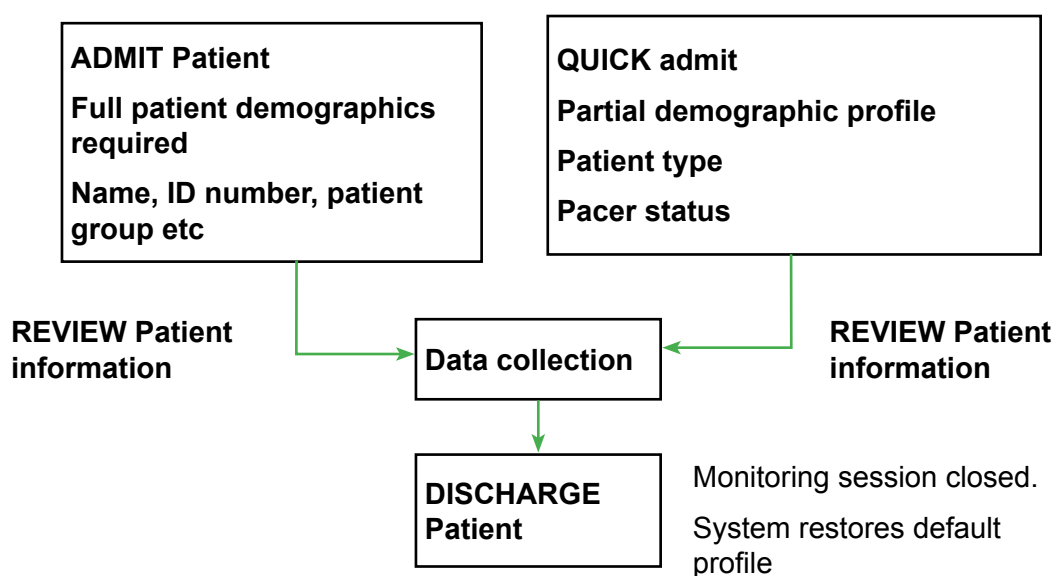 ADMIT Patient
Full patient demographics
required
Name, ID number, patient
group etc
QUICK admit
Partial demographic profile
Patient type
Pacer status
REVIEW Patient
information
Data collection
REVIEW Patient
information
DISCHARGE
Patient
Monitoring session closed.
System restores default
profile